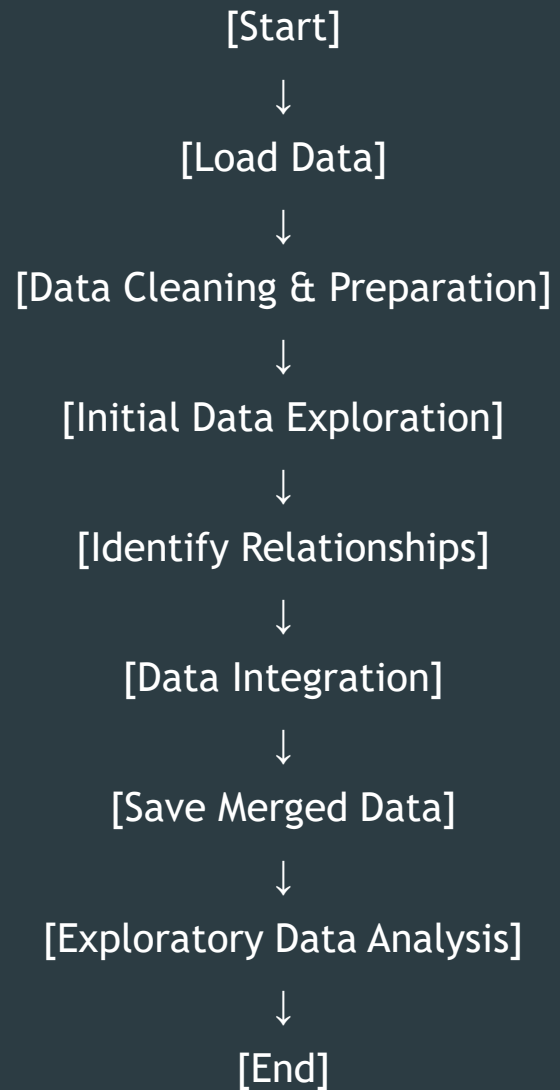 [Start]
↓
[Load Data]
↓
[Data Cleaning & Preparation]
↓
[Initial Data Exploration]
↓
[Identify Relationships]
↓
[Data Integration]
↓
[Save Merged Data]
↓
[Exploratory Data Analysis]
↓
[End]